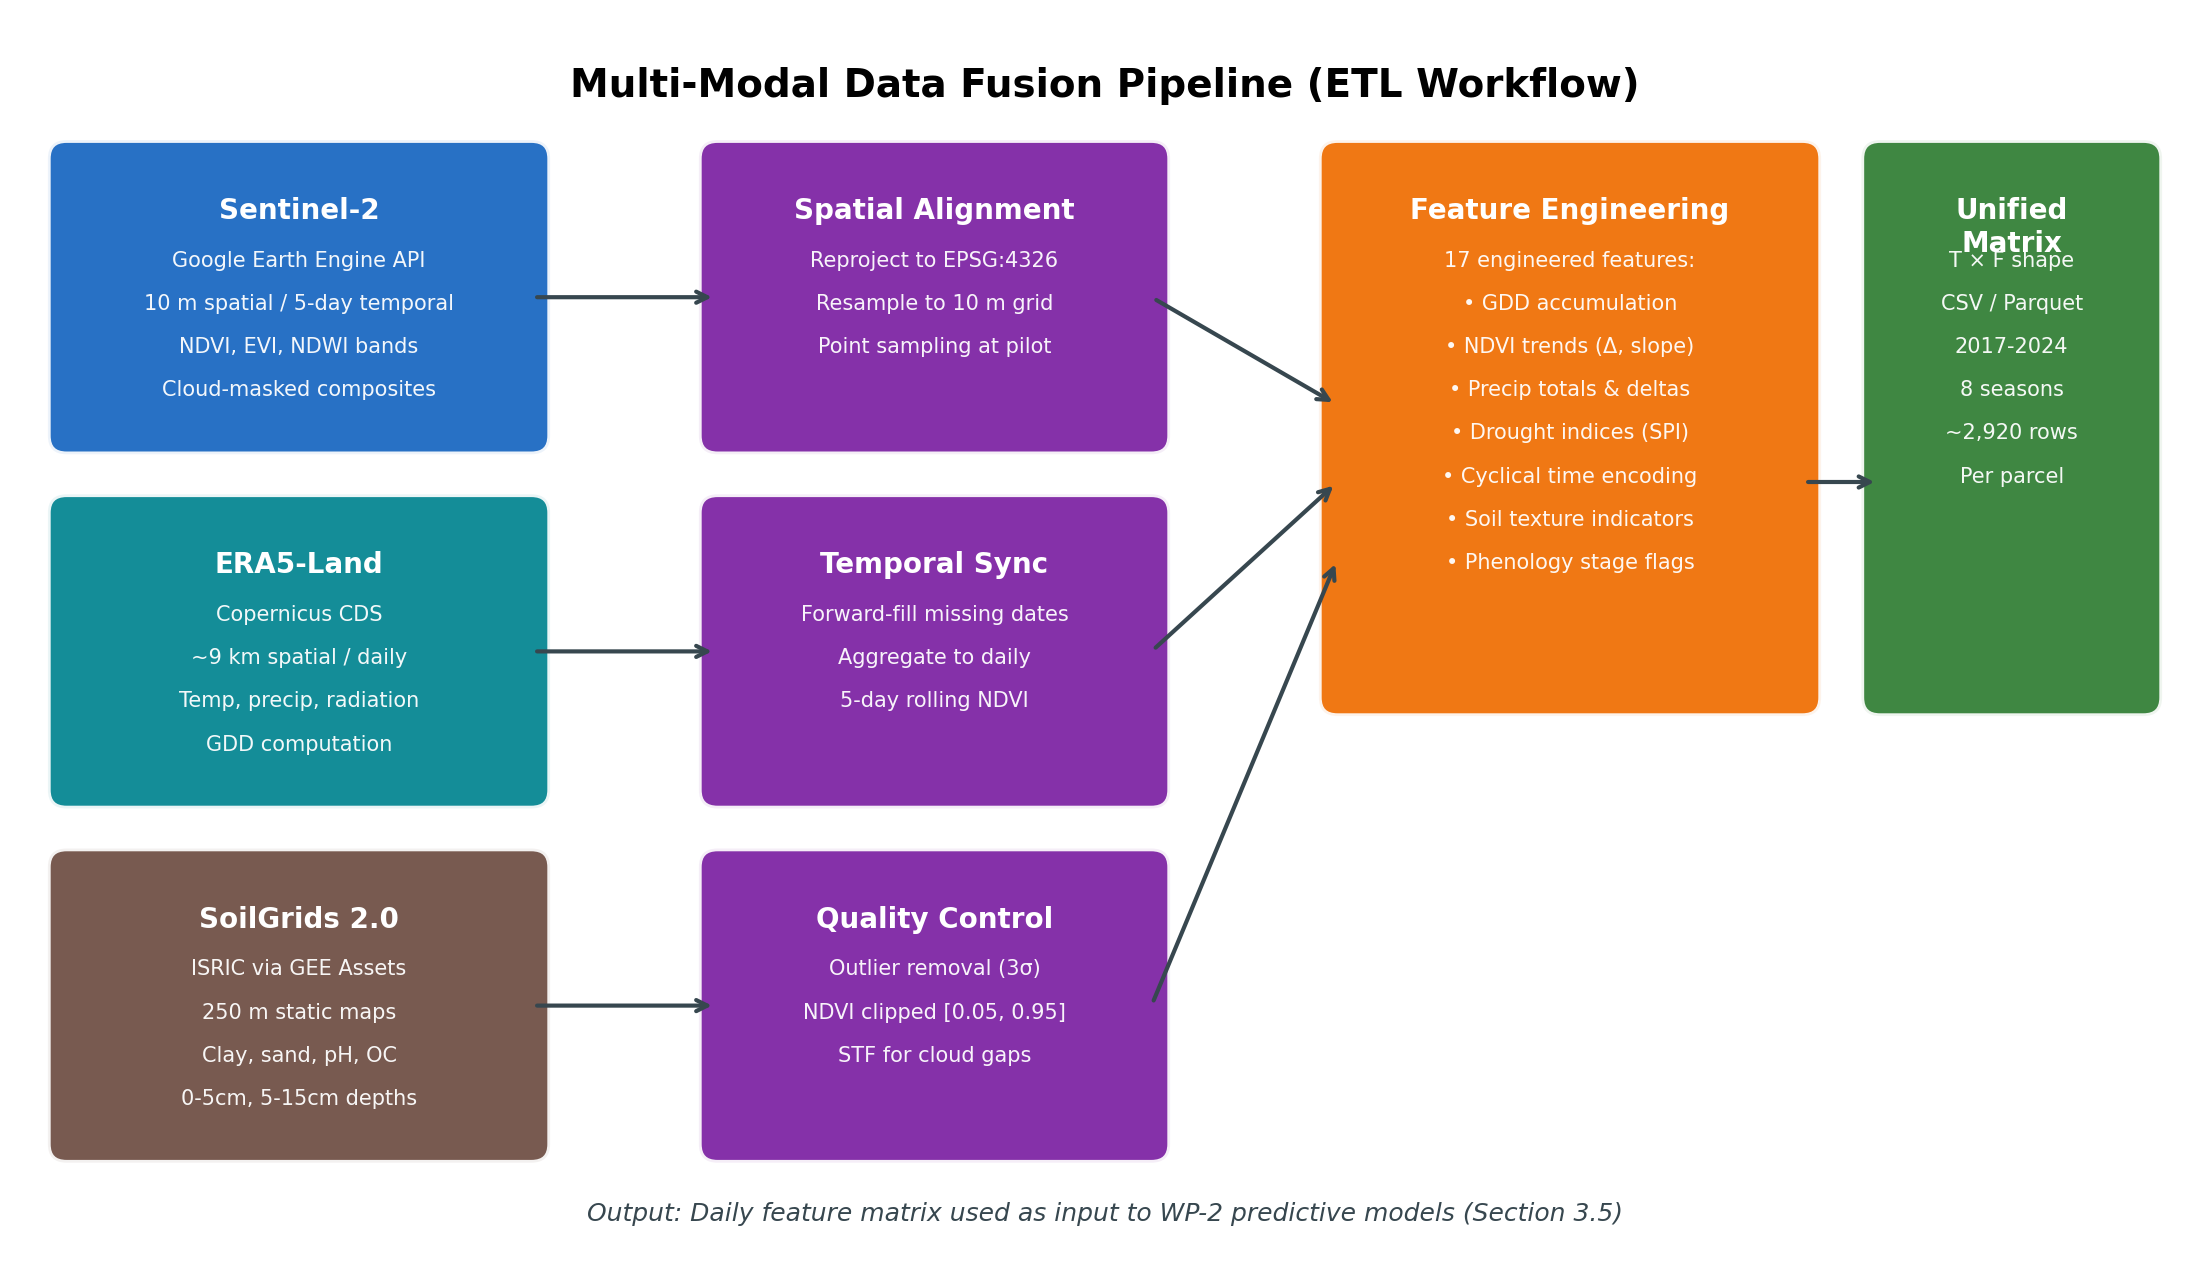 Multi-Modal Data Fusion Pipeline (ETL Workflow)
Sentinel-2
Google Earth Engine API
10 m spatial / 5-day temporal
NDVI, EVI, NDWI bands
Cloud-masked composites
Spatial Alignment
Reproject to EPSG:4326
Resample to 10 m grid
Point sampling at pilot
Feature Engineering
17 engineered features:
• GDD accumulation
• NDVI trends (Δ, slope)
• Precip totals & deltas
• Drought indices (SPI)
• Cyclical time encoding
• Soil texture indicators
• Phenology stage flags
Unified
Matrix
T × F shape
CSV / Parquet
2017-2024
8 seasons
~2,920 rows
Per parcel
ERA5-Land
Copernicus CDS
~9 km spatial / daily
Temp, precip, radiation
GDD computation
Temporal Sync
Forward-fill missing dates
Aggregate to daily
5-day rolling NDVI
SoilGrids 2.0
ISRIC via GEE Assets
250 m static maps
Clay, sand, pH, OC
0-5cm, 5-15cm depths
Quality Control
Outlier removal (3σ)
NDVI clipped [0.05, 0.95]
STF for cloud gaps
Output: Daily feature matrix used as input to WP-2 predictive models (Section 3.5)